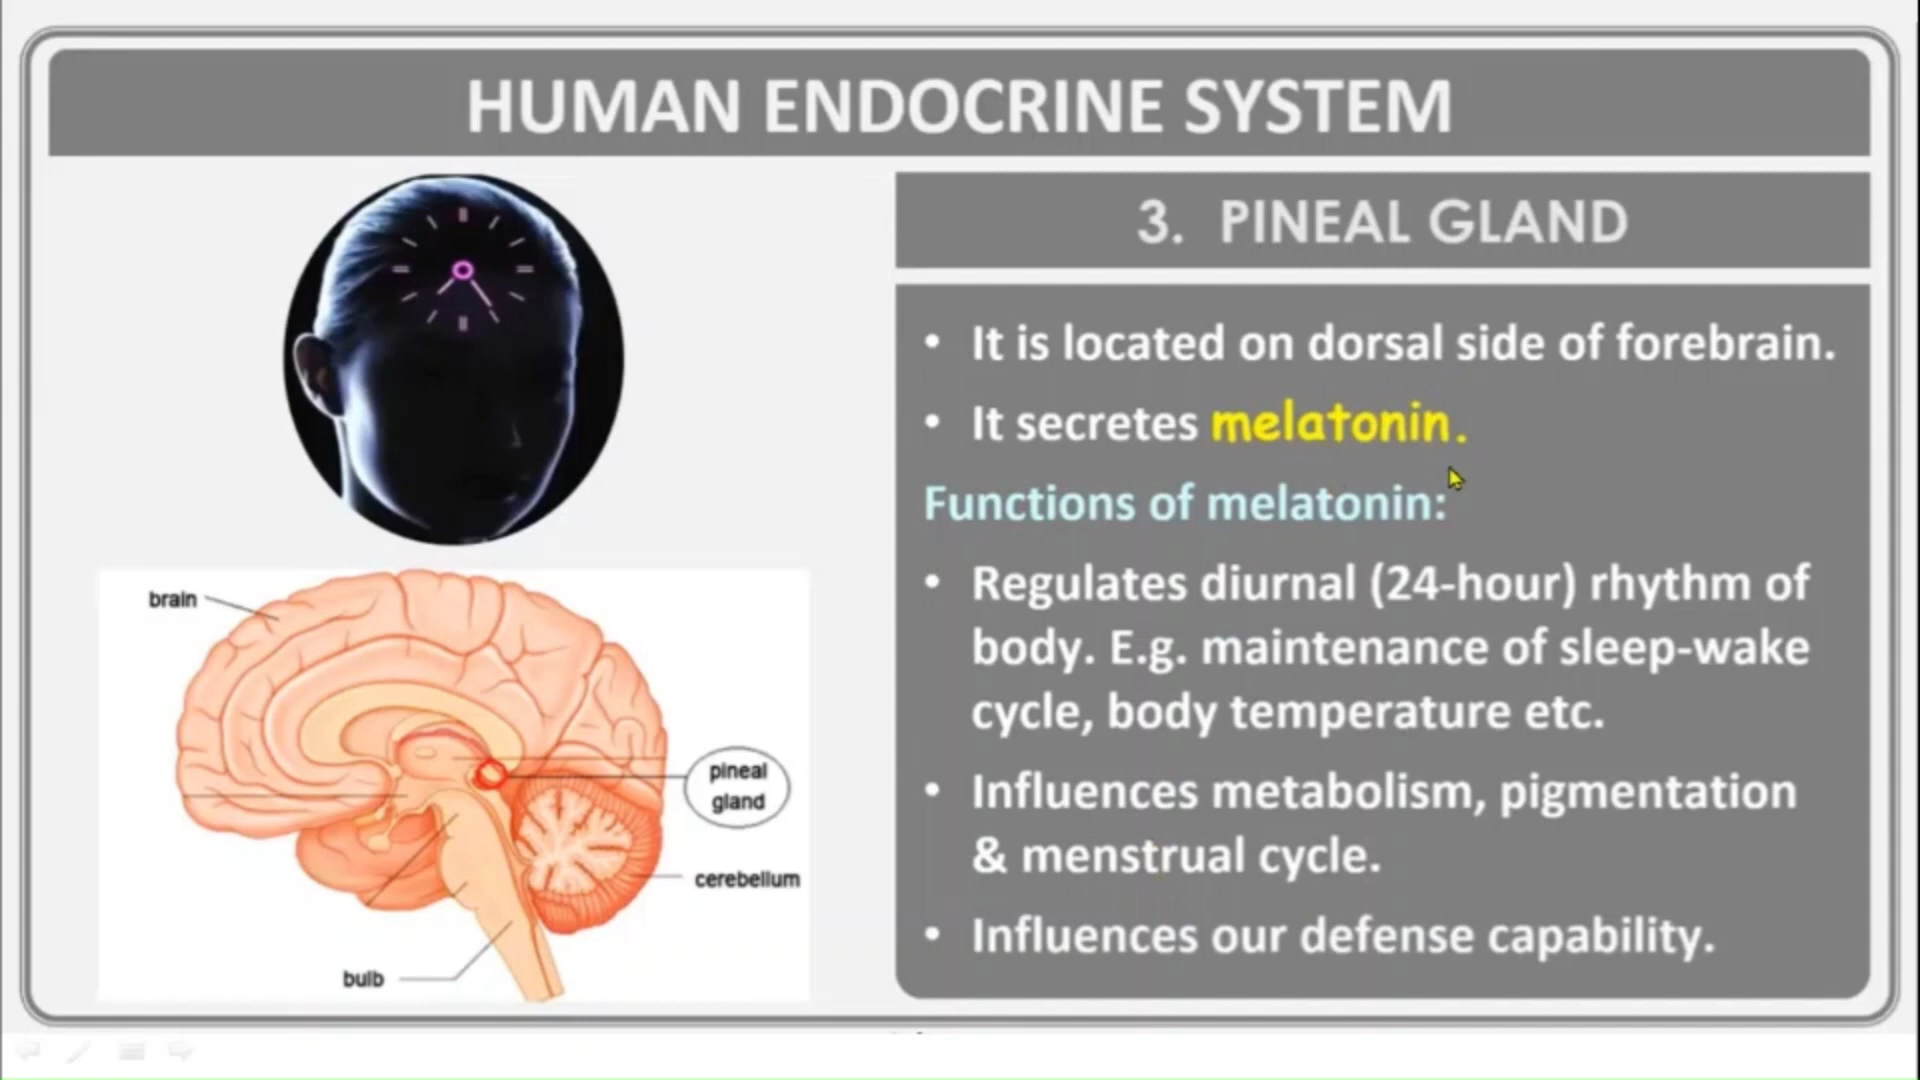 HUMAN ENDOCRINE SYSTEM
3. PINEAL GLAND
• It is located on dorsal side of forebrain.
• It secretes melatonin.
Functions of melatonin:
• Regulates diurnal (24-hour) rhythm of
body. E.g. maintenance of sleep-wake
cycle, body temperature etc.
• Influences metabolism, pigmentation
& menstrual cycle.
• Influences our defense capability.
brain
pineal
gland
cerebellum
bulb